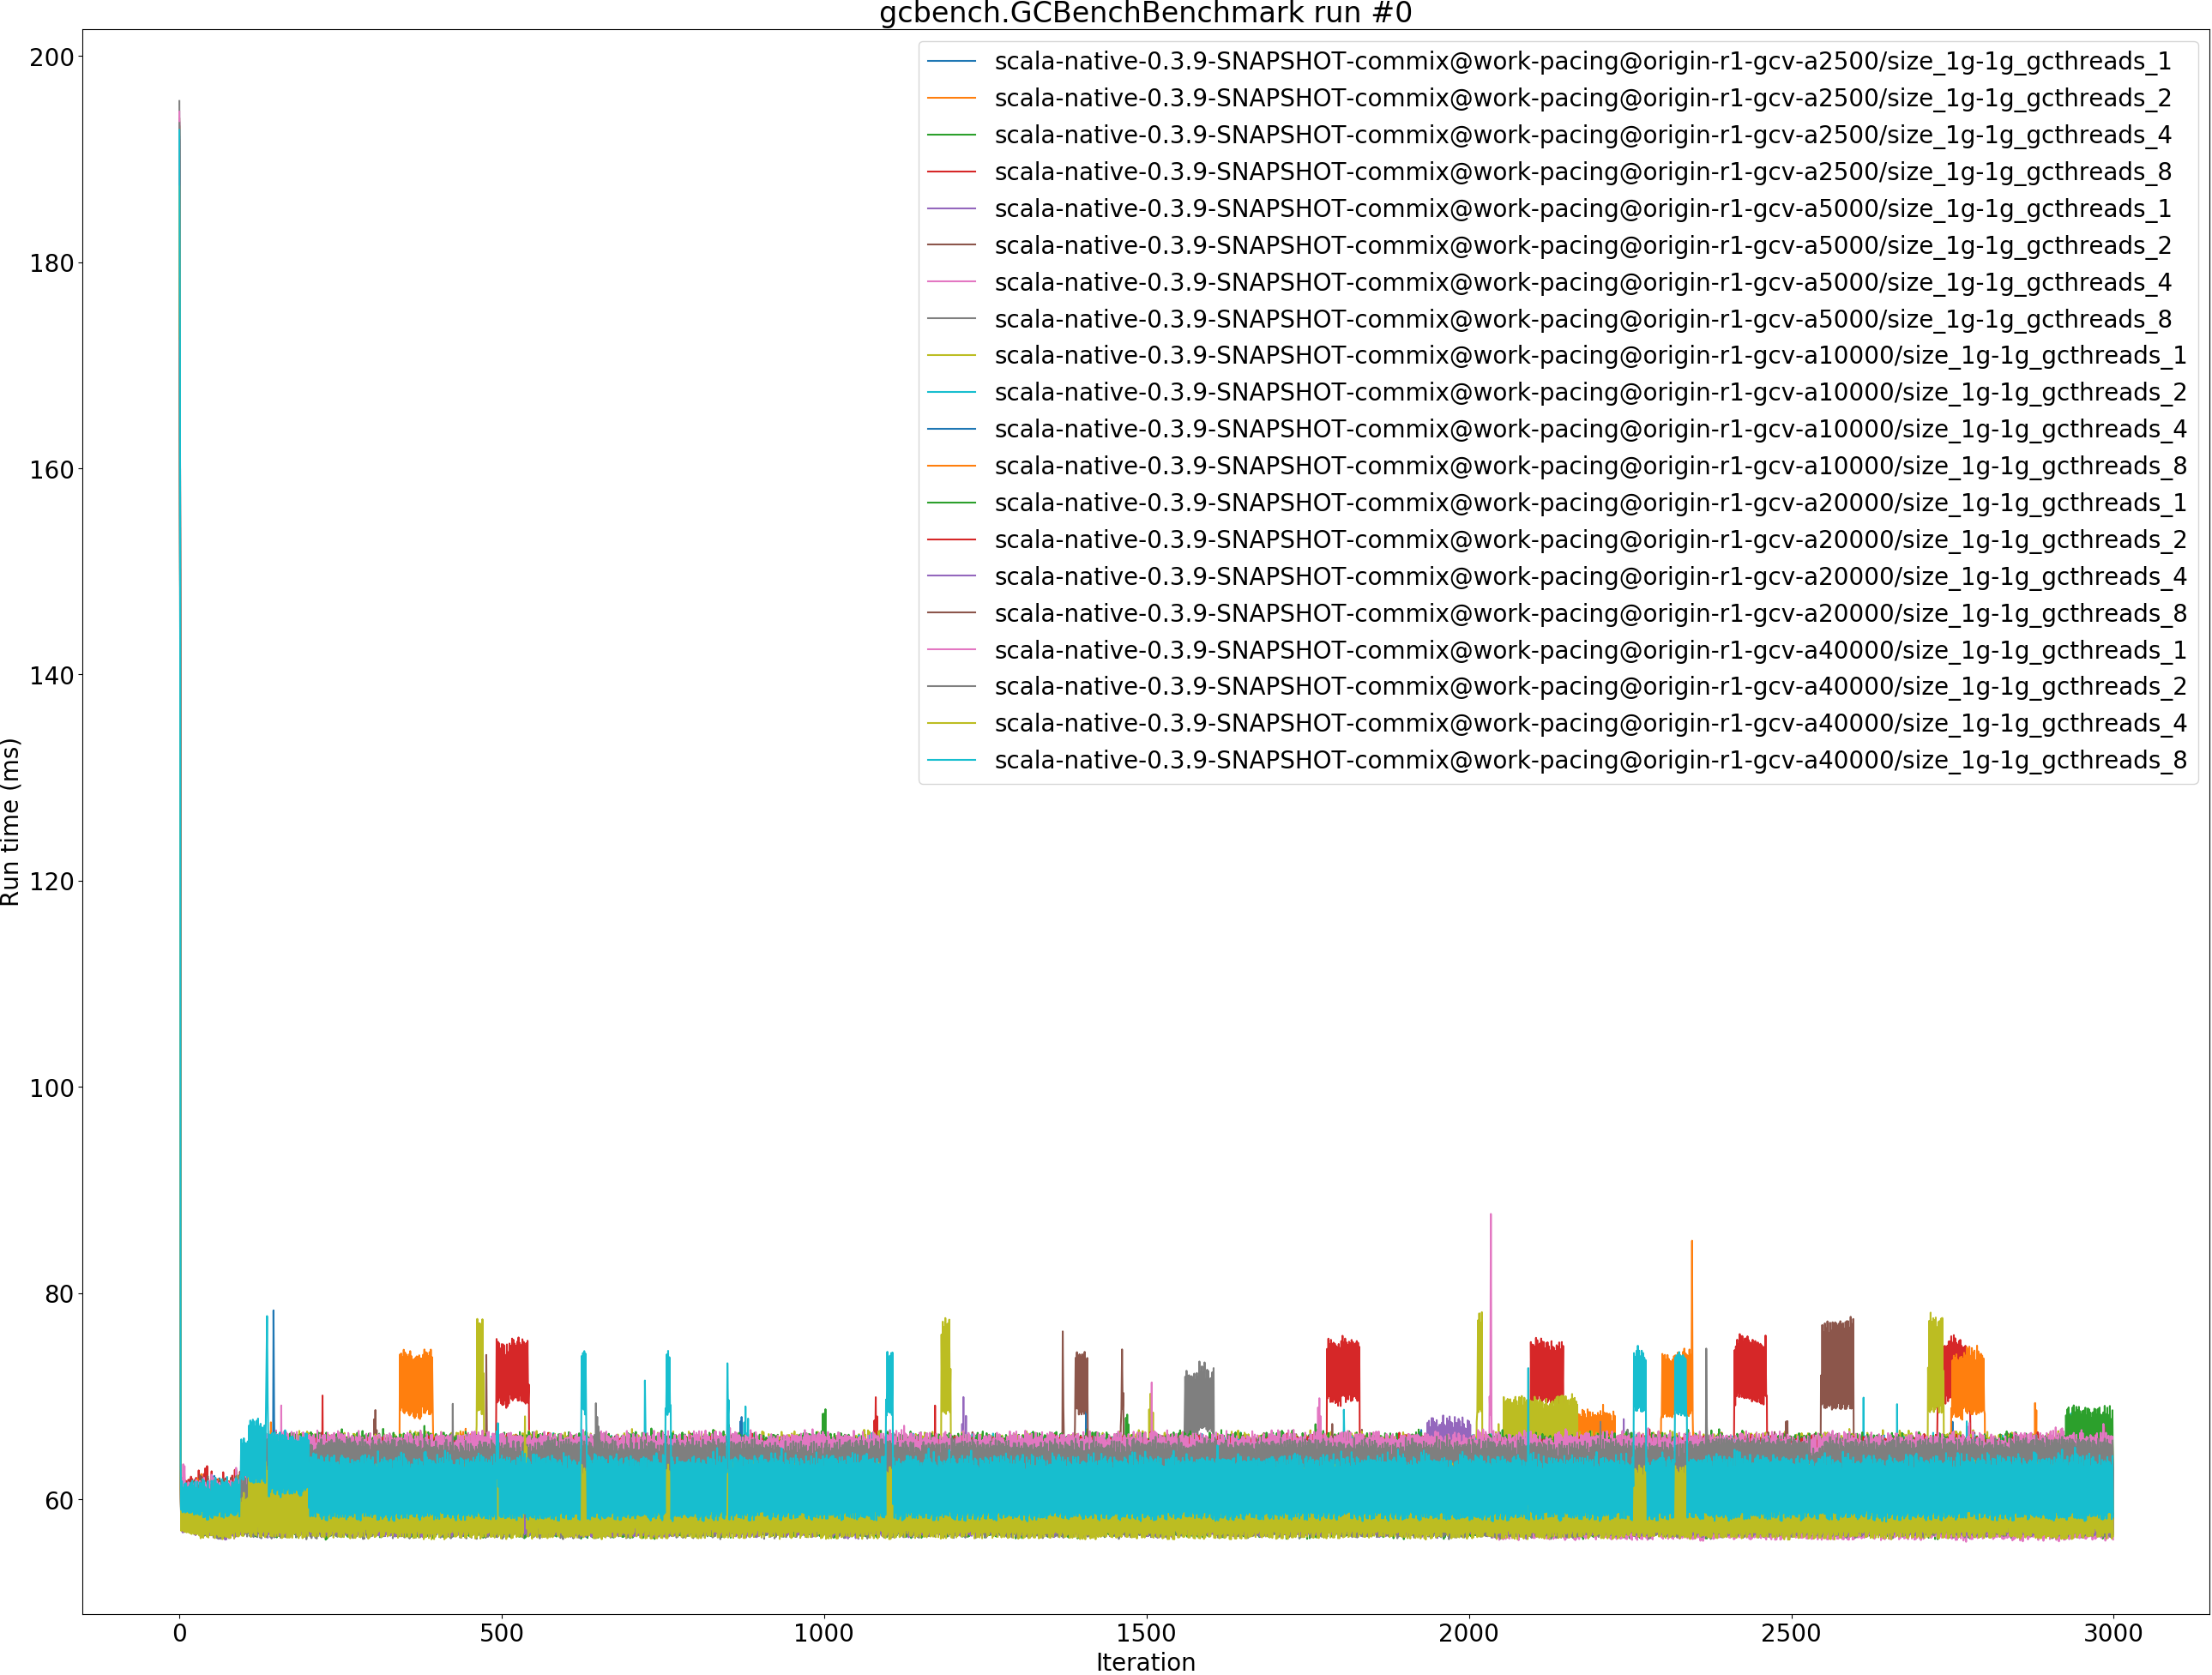 gcbench.GCBenchBenchmark run #0
200
180
160
140
120
100
80
60
Run time (ms)
scala-native-0.3.9-SNAPSHOT-commix@work-pacing@origin-r1-gcv-a2500/size_1g-1g_gcthreads_1
scala-native-0.3.9-SNAPSHOT-commix@work-pacing@origin-r1-gcv-a2500/size_1g-1g_gcthreads_2
scala-native-0.3.9-SNAPSHOT-commix@work-pacing@origin-r1-gcv-a2500/size_1g-1g_gcthreads_4
scala-native-0.3.9-SNAPSHOT-commix@work-pacing@origin-r1-gcv-a2500/size_1g-1g_gcthreads_8
scala-native-0.3.9-SNAPSHOT-commix@work-pacing@origin-r1-gcv-a5000/size_1g-1g_gcthreads_1
scala-native-0.3.9-SNAPSHOT-commix@work-pacing@origin-r1-gcv-a5000/size_1g-1g_gcthreads_2
scala-native-0.3.9-SNAPSHOT-commix@work-pacing@origin-r1-gcv-a5000/size_1g-1g_gcthreads_4
scala-native-0.3.9-SNAPSHOT-commix@work-pacing@origin-r1-gcv-a5000/size_1g-1g_gcthreads_8
scala-native-0.3.9-SNAPSHOT-commix@work-pacing@origin-r1-gcv-a10000/size_1g-1g_gcthreads_1
scala-native-0.3.9-SNAPSHOT-commix@work-pacing@origin-r1-gcv-a10000/size_1g-1g_gcthreads_2
scala-native-0.3.9-SNAPSHOT-commix@work-pacing@origin-r1-gcv-a10000/size_1g-1g_gcthreads_4
scala-native-0.3.9-SNAPSHOT-commix@work-pacing@origin-r1-gcv-a10000/size_1g-1g_gcthreads_8
scala-native-0.3.9-SNAPSHOT-commix@work-pacing@origin-r1-gcv-a20000/size_1g-1g_gcthreads_1
scala-native-0.3.9-SNAPSHOT-commix@work-pacing@origin-r1-gcv-a20000/size_1g-1g_gcthreads_2
scala-native-0.3.9-SNAPSHOT-commix@work-pacing@origin-r1-gcv-a20000/size_1g-1g_gcthreads_4
scala-native-0.3.9-SNAPSHOT-commix@work-pacing@origin-r1-gcv-a20000/size_1g-1g_gcthreads_8
scala-native-0.3.9-SNAPSHOT-commix@work-pacing@origin-r1-gcv-a40000/size_1g-1g_gcthreads_1
scala-native-0.3.9-SNAPSHOT-commix@work-pacing@origin-r1-gcv-a40000/size_1g-1g_gcthreads_2
scala-native-0.3.9-SNAPSHOT-commix@work-pacing@origin-r1-gcv-a40000/size_1g-1g_gcthreads_4
scala-native-0.3.9-SNAPSHOT-commix@work-pacing@origin-r1-gcv-a40000/size_1g-1g_gcthreads_8
0 500 1000 1500 2000 2500 3000
Iteration